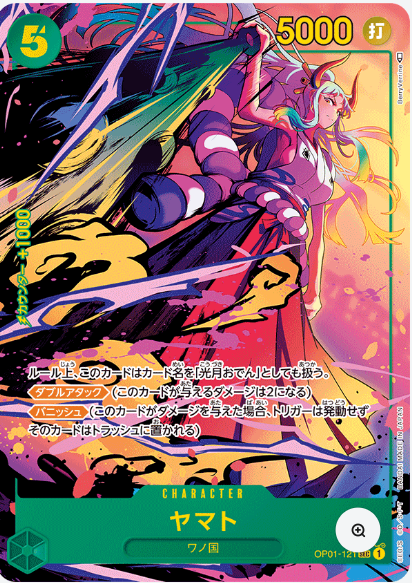 5
5000
打
BerryVerrine
カウンター +1000
ルール上、このカードはカード名を「光月おでん」としても扱う。
ダブルアタック (このカードが与えるダメージは2になる)
バニッシュ (このカードがダメージを与えた場合、トリガーは発動せず
そのカードはトラッシュに置かれる)
CHARACTER
ヤマト
ワノ国
OP01-121
1
MADE IN JAPAN